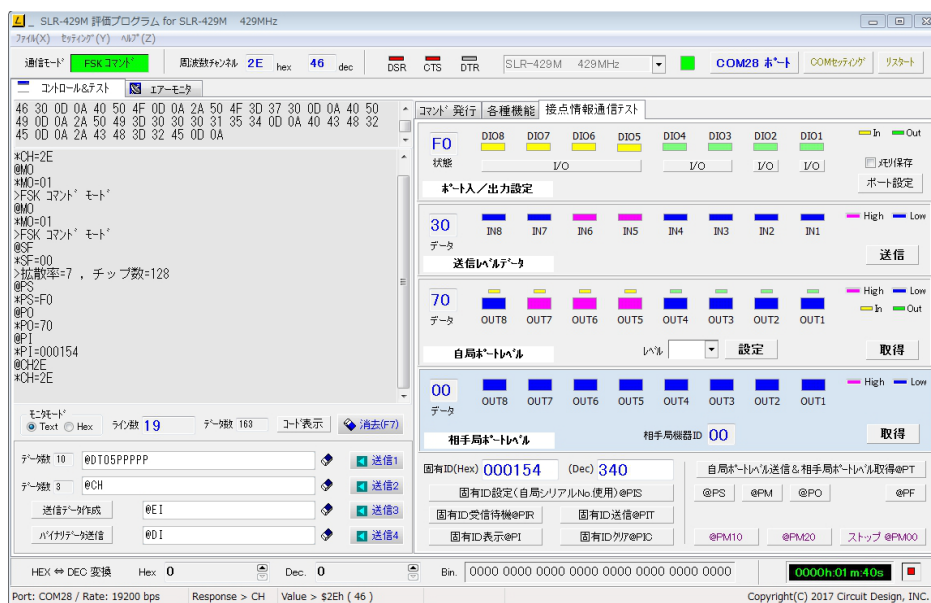 SLR-429M 評価プログラム for SLR-429M 429MHz
ファイル(X) セッティング(Y) ヘルプ(Z)
通信モード FSK コマンド 周波数チャンネル 2E hex 46 dec DSR CTS DTR SLR-429M 429MHz COM28 ポート COMセッティング リスタート
コントロール&テスト エアーモニタ
46 30 0D 0A 40 50 4F 0D 0A 2A 50 4F 3D 37 30 0D 0A 40 50
49 0D 0A 2A 50 49 3D 30 30 30 31 35 34 0D 0A 40 43 48 32
45 0D 0A 2A 43 48 3D 32 45 0D 0A
*CH=2E
@MO
*MO=01
>FSK コマンド モード
@MO
*MO=01
>FSK コマンド モード
@SF
*SF=00
>拡散率=7 , チップ数=128
@PS
*PS=F0
@PO
*PO=70
@PI
*PI=000154
@CH2E
*CH=2E
モニタモード
Text Hex ライン数 19 データ数 163 コード表示 消去(F7)
データ数 10 @DT05PPPPP 送信1
データ数 3 @CH 送信2
送信データ作成 @EI 送信3
バイナリデータ送信 @DI 送信4
コマンド発行 各種機能 接点情報通信テスト
F0 DIO8 DIO7 DIO6 DIO5 DIO4 DIO3 DIO2 DIO1 In Out
状態 I/O I/O I/O I/O メモリ保存
ポート入/出力設定 ポート設定
30 IN8 IN7 IN6 IN5 IN4 IN3 IN2 IN1 High Low
データ 送信
送信レベルデータ
70 High Low
In Out
データ OUT8 OUT7 OUT6 OUT5 OUT4 OUT3 OUT2 OUT1
自局ポートレベル レベル 設定 取得
00 High Low
データ OUT8 OUT7 OUT6 OUT5 OUT4 OUT3 OUT2 OUT1
相手局ポートレベル 相手局機器ID 00 取得
固有ID(Hex) 000154 (Dec) 340 自局ポートレベル送信&相手局ポートレベル取得@PT
固有ID設定(自局シリアルNo.使用)@PIS @PS @PM @PO @PF
固有ID受信待機@PIR 固有ID送信@PIT
固有ID表示@PI 固有IDクリア@PIC @PM10 @PM20 ストップ @PM00
HEX ⇔ DEC 変換 Hex 0 Dec. 0 Bin. 0000 0000 0000 0000 0000 0000 0000 0000 0000h:01m:40s
Port: COM28 / Rate: 19200 bps Response > CH Value > $2Eh ( 46 ) Copyright(C) 2017 Circuit Design, INC.